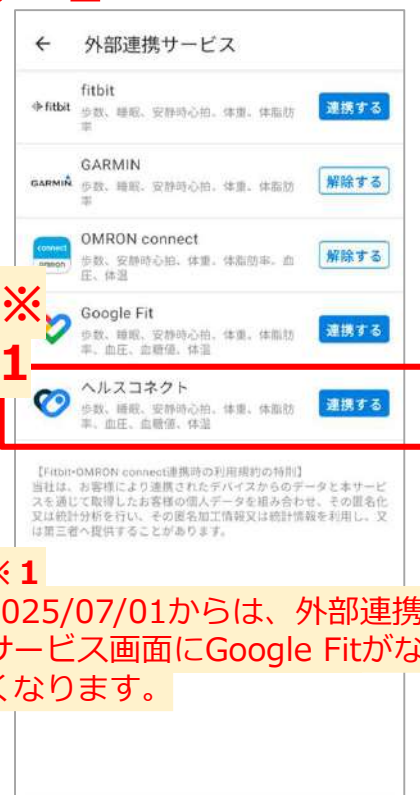 ← 外部連携サービス
fitbit
fitbit
歩数、睡眠、安静時心拍、体重、体脂肪
率
連携する
GARMIN
GARMIN
歩数、睡眠、安静時心拍、体重、体脂肪
率
解除する
connect
OMRON
OMRON connect
歩数、安静時心拍、体重、体脂肪率、血
圧、体温
解除する
※
1
Google Fit
歩数、睡眠、安静時心拍、体重、体脂肪
率、血圧、血糖値、体温
連携する
ヘルスコネクト
歩数、睡眠、安静時心拍、体重、体脂肪
率、血圧、血糖値、体温
連携する
【Fitbit・OMRON connect連携時の利用規約の特則】
当社は、お客様により連携されたデバイスからのデータと本サービ
スを通じて取得したお客様の個人データを組み合わせ、その匿名化
又は統計分析を行い、その匿名加工情報又は統計情報を利用し、又
は第三者へ提供することがあります。
※1
025/07/01からは、外部連携
サービス画面にGoogle Fitがな
くなります。